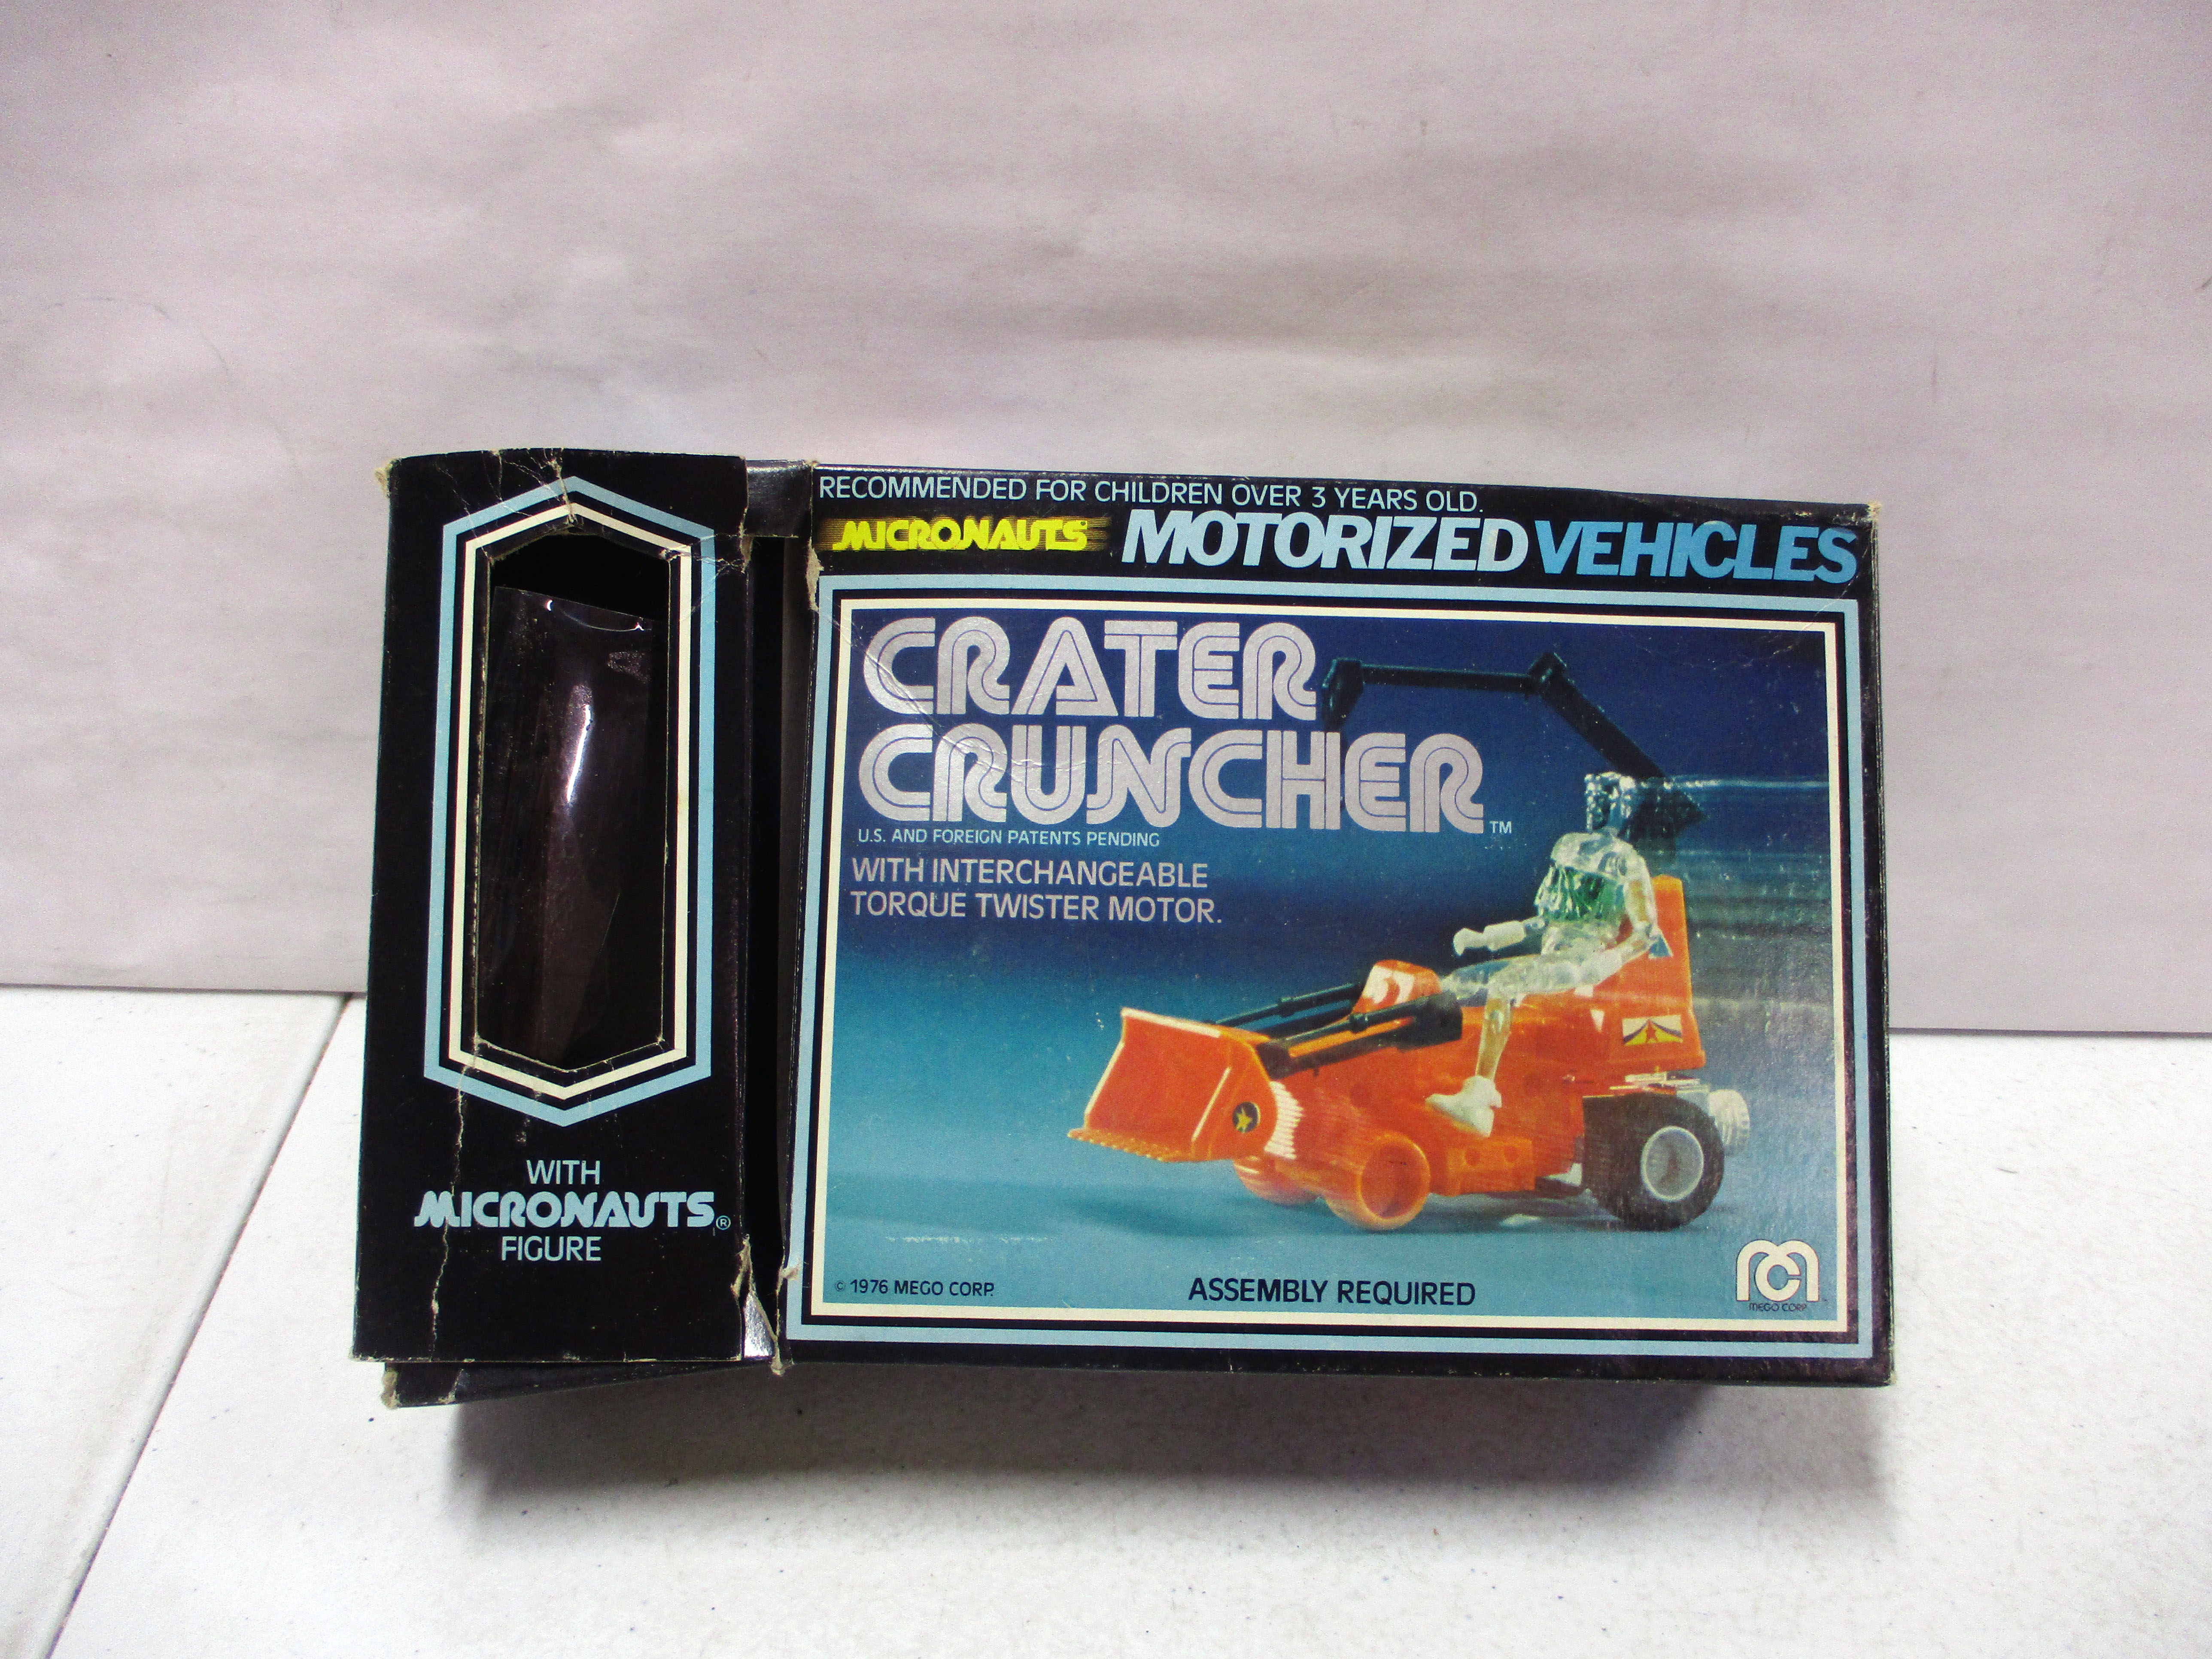 RECOMMENDED FOR CHILDREN OVER 3 YEARS OLD.
MICRONAUTS MOTORIZED VEHICLES
CRATER
CRUNCHER™
U.S. AND FOREIGN PATENTS PENDING
WITH INTERCHANGEABLE
TORQUE TWISTER MOTOR.
© 1976 MEGO CORP.
ASSEMBLY REQUIRED
MEGO CORP.™
WITH
MICRONAUTS®
FIGURE